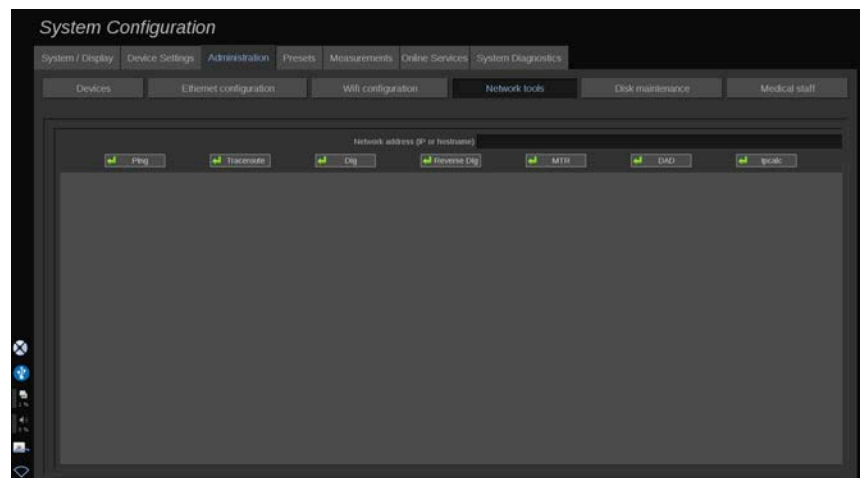 System Configuration
System / Display Device Settings Administration Presets Measurements Online Services System Diagnostics
Devices Ethernet configuration Wifi configuration Network tools Disk maintenance Medical staff
Network address (IP or hostname)
Ping Traceroute Dig Reverse Dig MTR DAD ipcalc